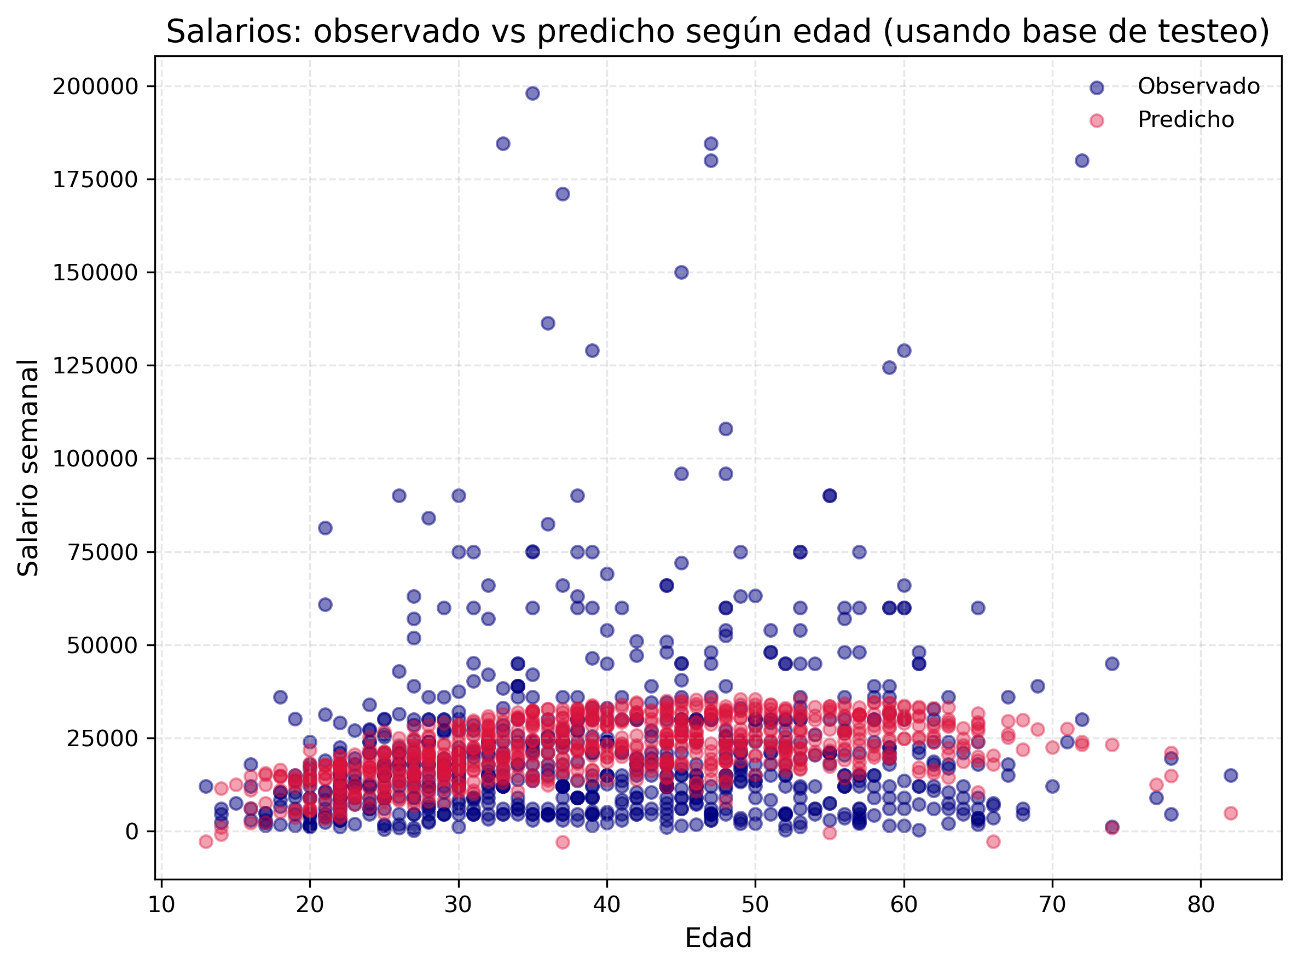 Salarios: observado vs predicho según edad (usando base de testeo)
200000
175000
150000
125000
100000
75000
50000
25000
0
Salario semanal
Observado
Predicho
10 20 30 40 50 60 70 80
Edad